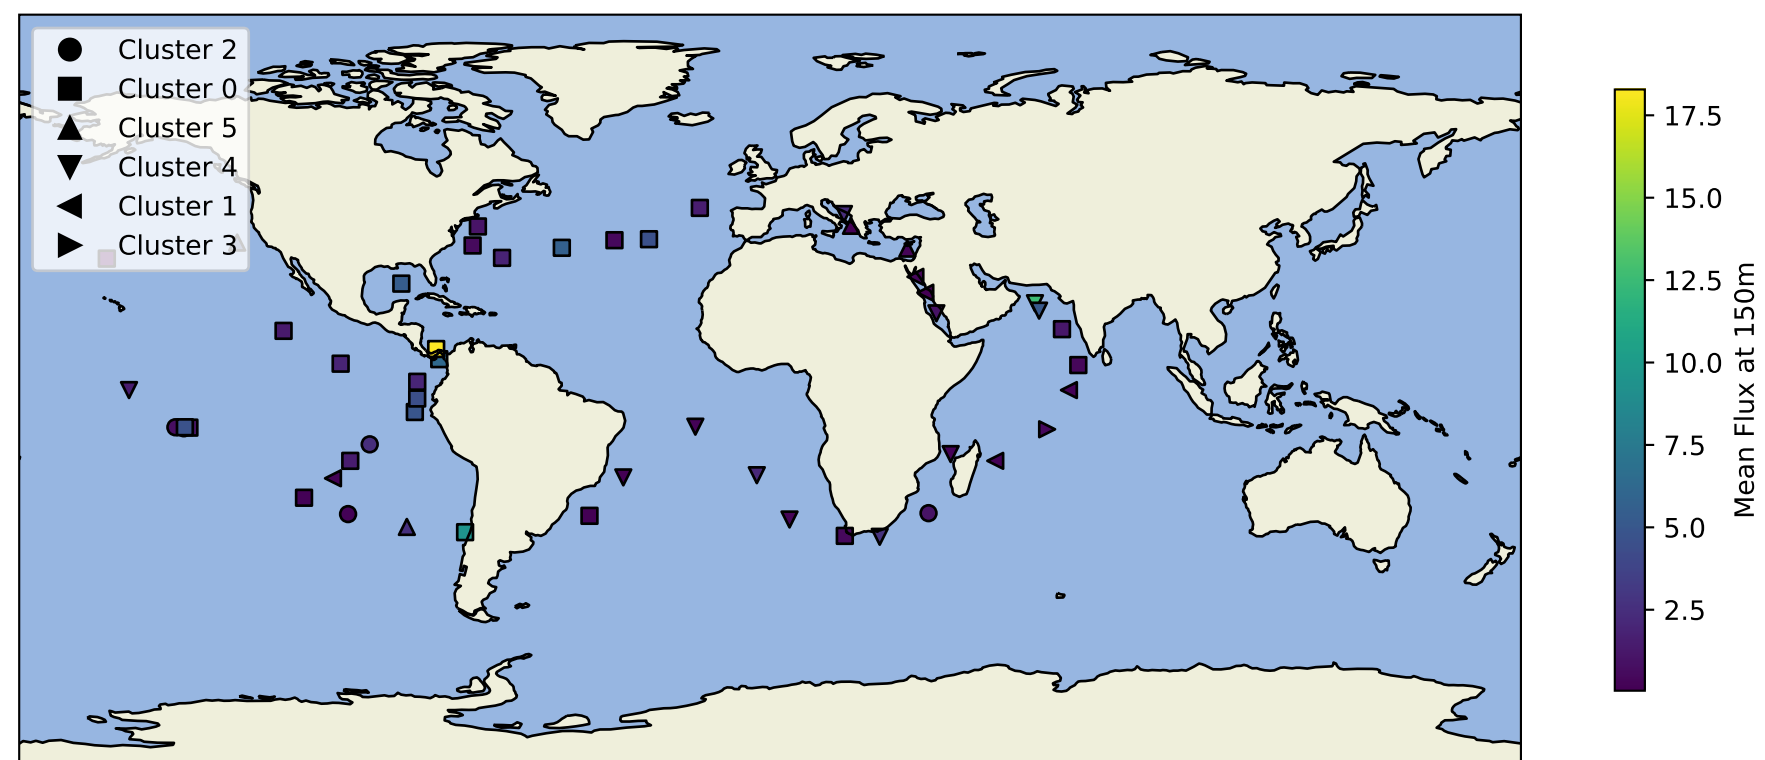 Cluster 2
Cluster 0
Cluster 5
Cluster 4
Cluster 1
Cluster 3
17.5
15.0
12.5
10.0
7.5
5.0
2.5
Mean Flux at 150m